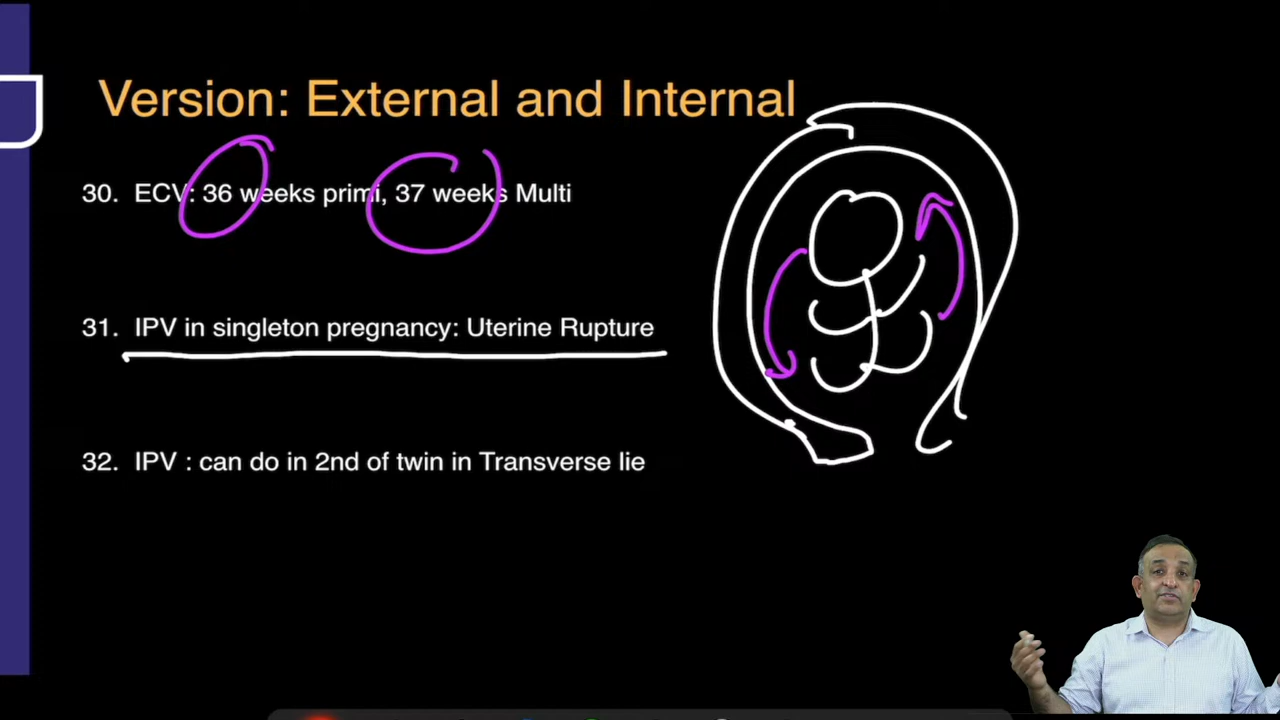 Version: External and Internal
30. ECV: 36 weeks primi, 37 weeks Multi
31. IPV in singleton pregnancy: Uterine Rupture
32. IPV : can do in 2nd of twin in Transverse lie